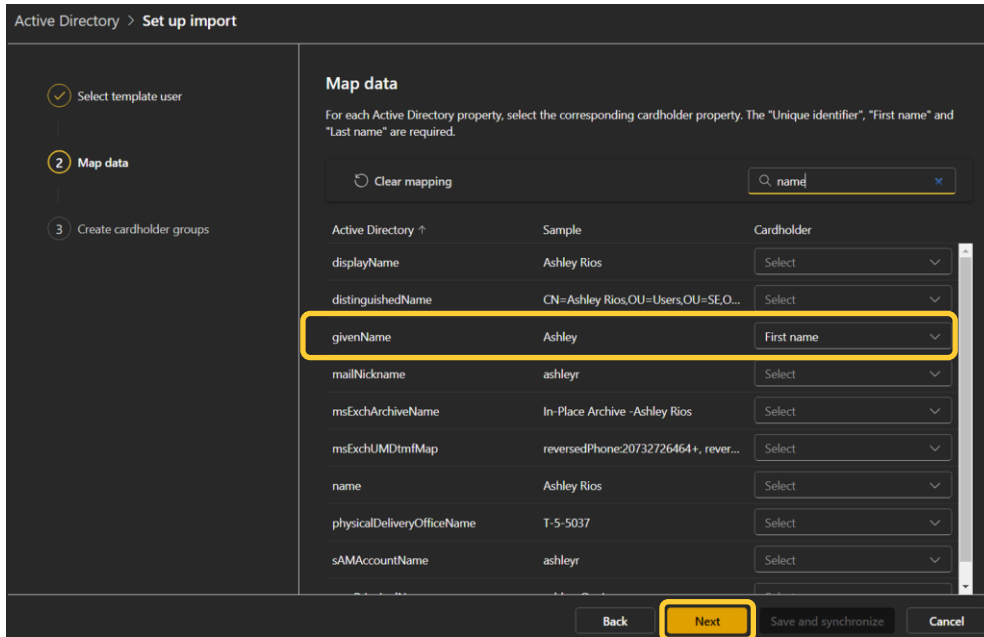 Active Directory > Set up import
Select template user
2 Map data
3 Create cardholder groups
Map data
For each Active Directory property, select the corresponding cardholder property. The "Unique identifier", "First name" and
"Last name" are required.
Clear mapping
name
Active Directory ↑ Sample Cardholder
displayName Ashley Rios Select
distinguishedName CN=Ashley Rios,OU=Users,OU=SE,O... Select
givenName Ashley First name
mailNickname ashleyr Select
msExchArchiveName In-Place Archive -Ashley Rios Select
msExchUMDtmfMap reversedPhone:20732726464+, rever... Select
name Ashley Rios Select
physicalDeliveryOfficeName T-5-5037 Select
sAMAccountName ashleyr Select
Back Next Save and synchronize Cancel